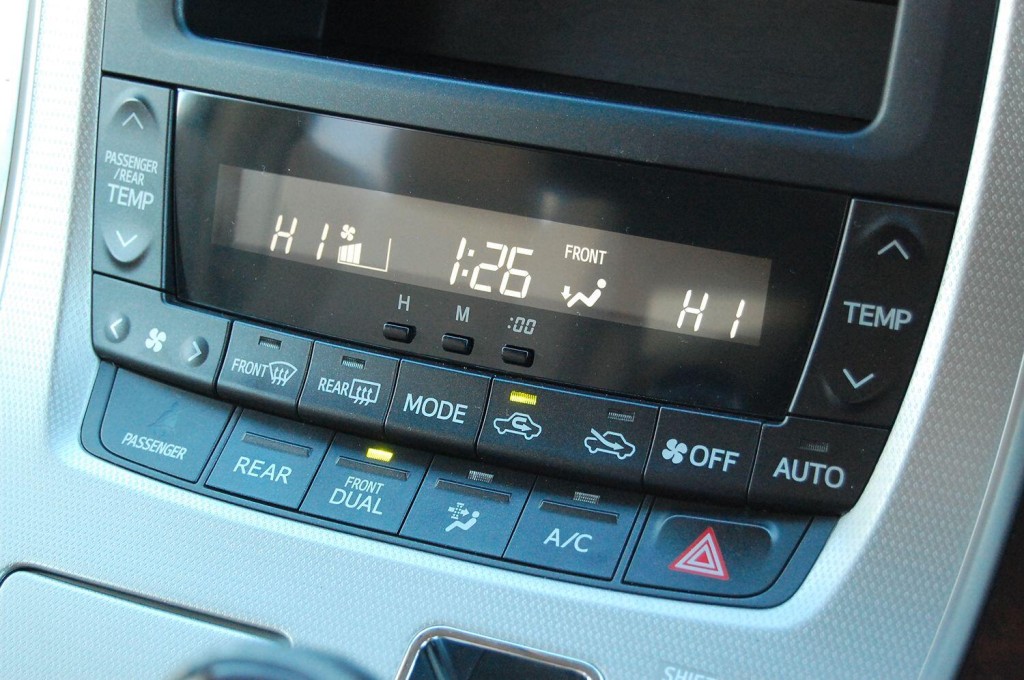 PASSENGER
/REAR
TEMP
HI
1:26
FRONT
HI
H
M
:00
TEMP
FRONT
REAR
MODE
OFF
AUTO
PASSENGER
REAR
FRONT
DUAL
A/C